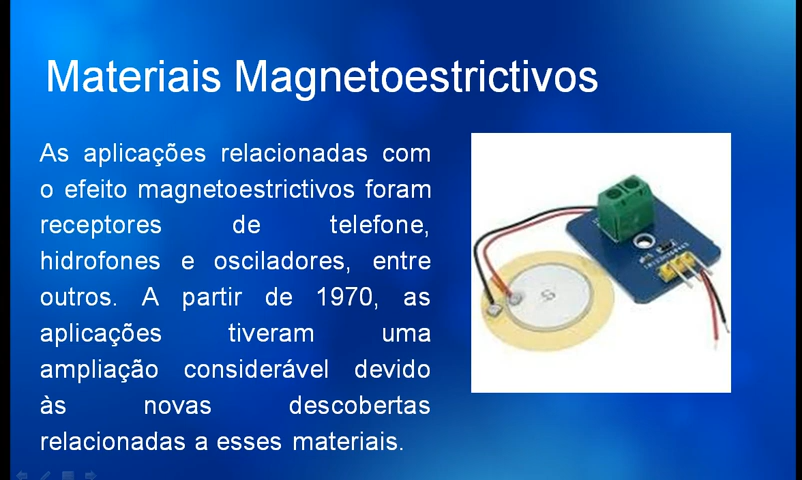 Materiais Magnetoestrictivos
As aplicações relacionadas com
o efeito magnetoestrictivos foram
receptores de telefone,
hidrofones e osciladores, entre
outros. A partir de 1970, as
aplicações tiveram uma
ampliação considerável devido
às novas descobertas
relacionadas a esses materiais.